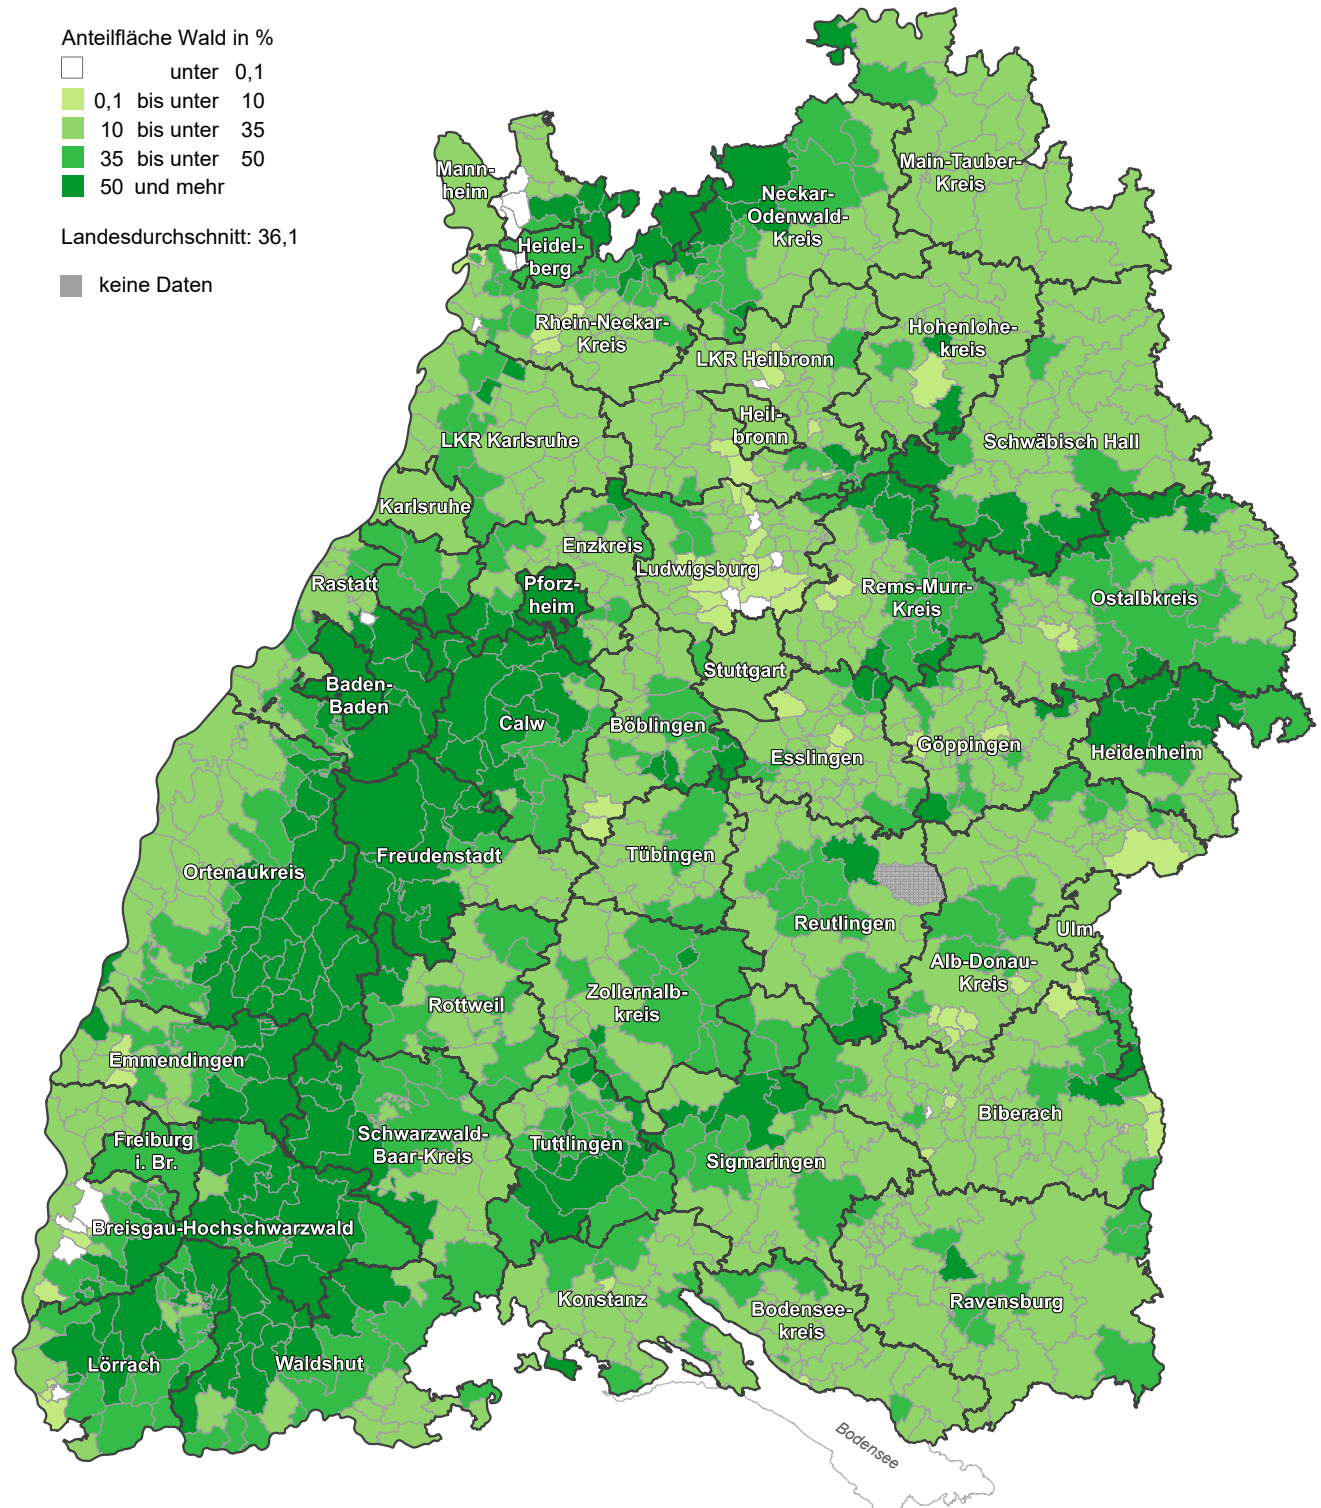 Anteilfläche Wald in %
unter 0,1
0,1 bis unter 10
10 bis unter 35
35 bis unter 50
50 und mehr
Landesdurchschnitt: 36,1
keine Daten
Mann-
heim
Main-Tauber-
Kreis
Neckar-
Odenwald-
Kreis
Heidel-
berg
Rhein-Neckar-
Kreis
Hohenlohe-
kreis
LKR Heilbronn
Heil-
bronn
LKR Karlsruhe
Schwäbisch Hall
Karlsruhe
Enzkreis
Ludwigsburg
Rastatt
Pforz-
heim
Rems-Murr-
Kreis
Ostalbkreis
Stuttgart
Baden-
Baden
Calw
Böblingen
Esslingen
Göppingen
Heidenheim
Ortenaukreis
Freudenstadt
Tübingen
Reutlingen
Ulm
Alb-Donau-
Kreis
Rottweil
Zollernalb-
kreis
Emmendingen
Biberach
Freiburg
i. Br.
Schwarzwald-
Baar-Kreis
Tuttlingen
Sigmaringen
Breisgau-Hochschwarzwald
Konstanz
Bodensee-
kreis
Ravensburg
Lörrach
Waldshut
Bodensee